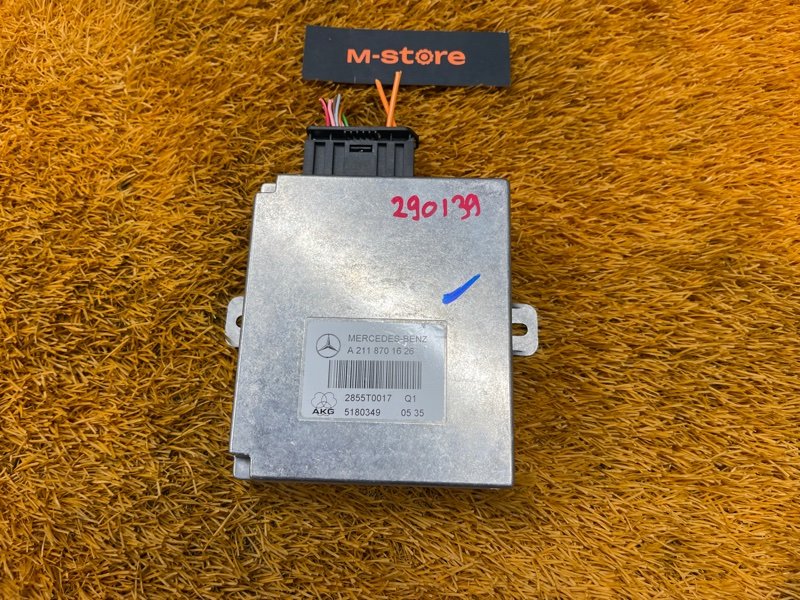 M-store
290139
MERCEDES-BENZ
A 211 870 16 26
2855T0017 Q1
AKG
5180349 05 35